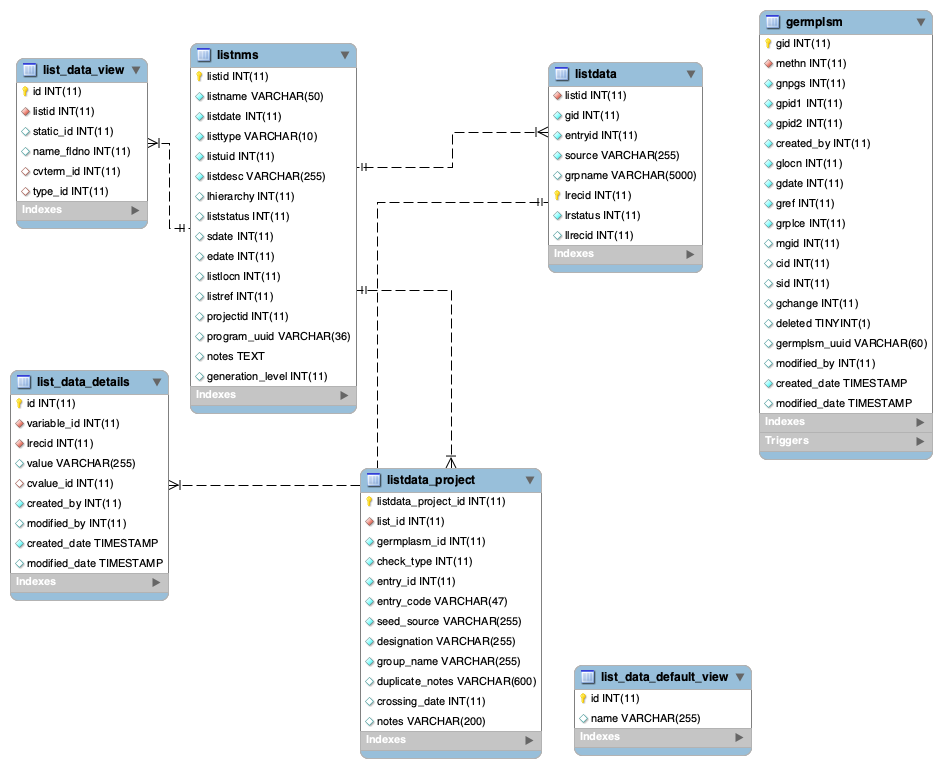 list_data_view
id INT(11)
listid INT(11)
static_id INT(11)
name_fldno INT(11)
cvterm_id INT(11)
type_id INT(11)
Indexes
listnms
listid INT(11)
listname VARCHAR(50)
listdate INT(11)
listtype VARCHAR(10)
listuid INT(11)
listdesc VARCHAR(255)
lhierarchy INT(11)
liststatus INT(11)
sdate INT(11)
edate INT(11)
listlocn INT(11)
listref INT(11)
projectid INT(11)
program_uuid VARCHAR(36)
notes TEXT
generation_level INT(11)
Indexes
listdata
listid INT(11)
gid INT(11)
entryid INT(11)
source VARCHAR(255)
grpname VARCHAR(5000)
lrecid INT(11)
lrstatus INT(11)
llrecid INT(11)
Indexes
germplsm
gid INT(11)
methn INT(11)
gnpgs INT(11)
gpid1 INT(11)
gpid2 INT(11)
created_by INT(11)
glocn INT(11)
gdate INT(11)
gref INT(11)
grplce INT(11)
mgid INT(11)
cid INT(11)
sid INT(11)
gchange INT(11)
deleted TINYINT(1)
germplsm_uuid VARCHAR(60)
modified_by INT(11)
created_date TIMESTAMP
modified_date TIMESTAMP
Indexes
Triggers
list_data_details
id INT(11)
variable_id INT(11)
lrecid INT(11)
value VARCHAR(255)
cvalue_id INT(11)
created_by INT(11)
modified_by INT(11)
created_date TIMESTAMP
modified_date TIMESTAMP
Indexes
listdata_project
listdata_project_id INT(11)
list_id INT(11)
germplasm_id INT(11)
check_type INT(11)
entry_id INT(11)
entry_code VARCHAR(47)
seed_source VARCHAR(255)
designation VARCHAR(255)
group_name VARCHAR(255)
duplicate_notes VARCHAR(600)
crossing_date INT(11)
notes VARCHAR(200)
Indexes
list_data_default_view
id INT(11)
name VARCHAR(255)
Indexes